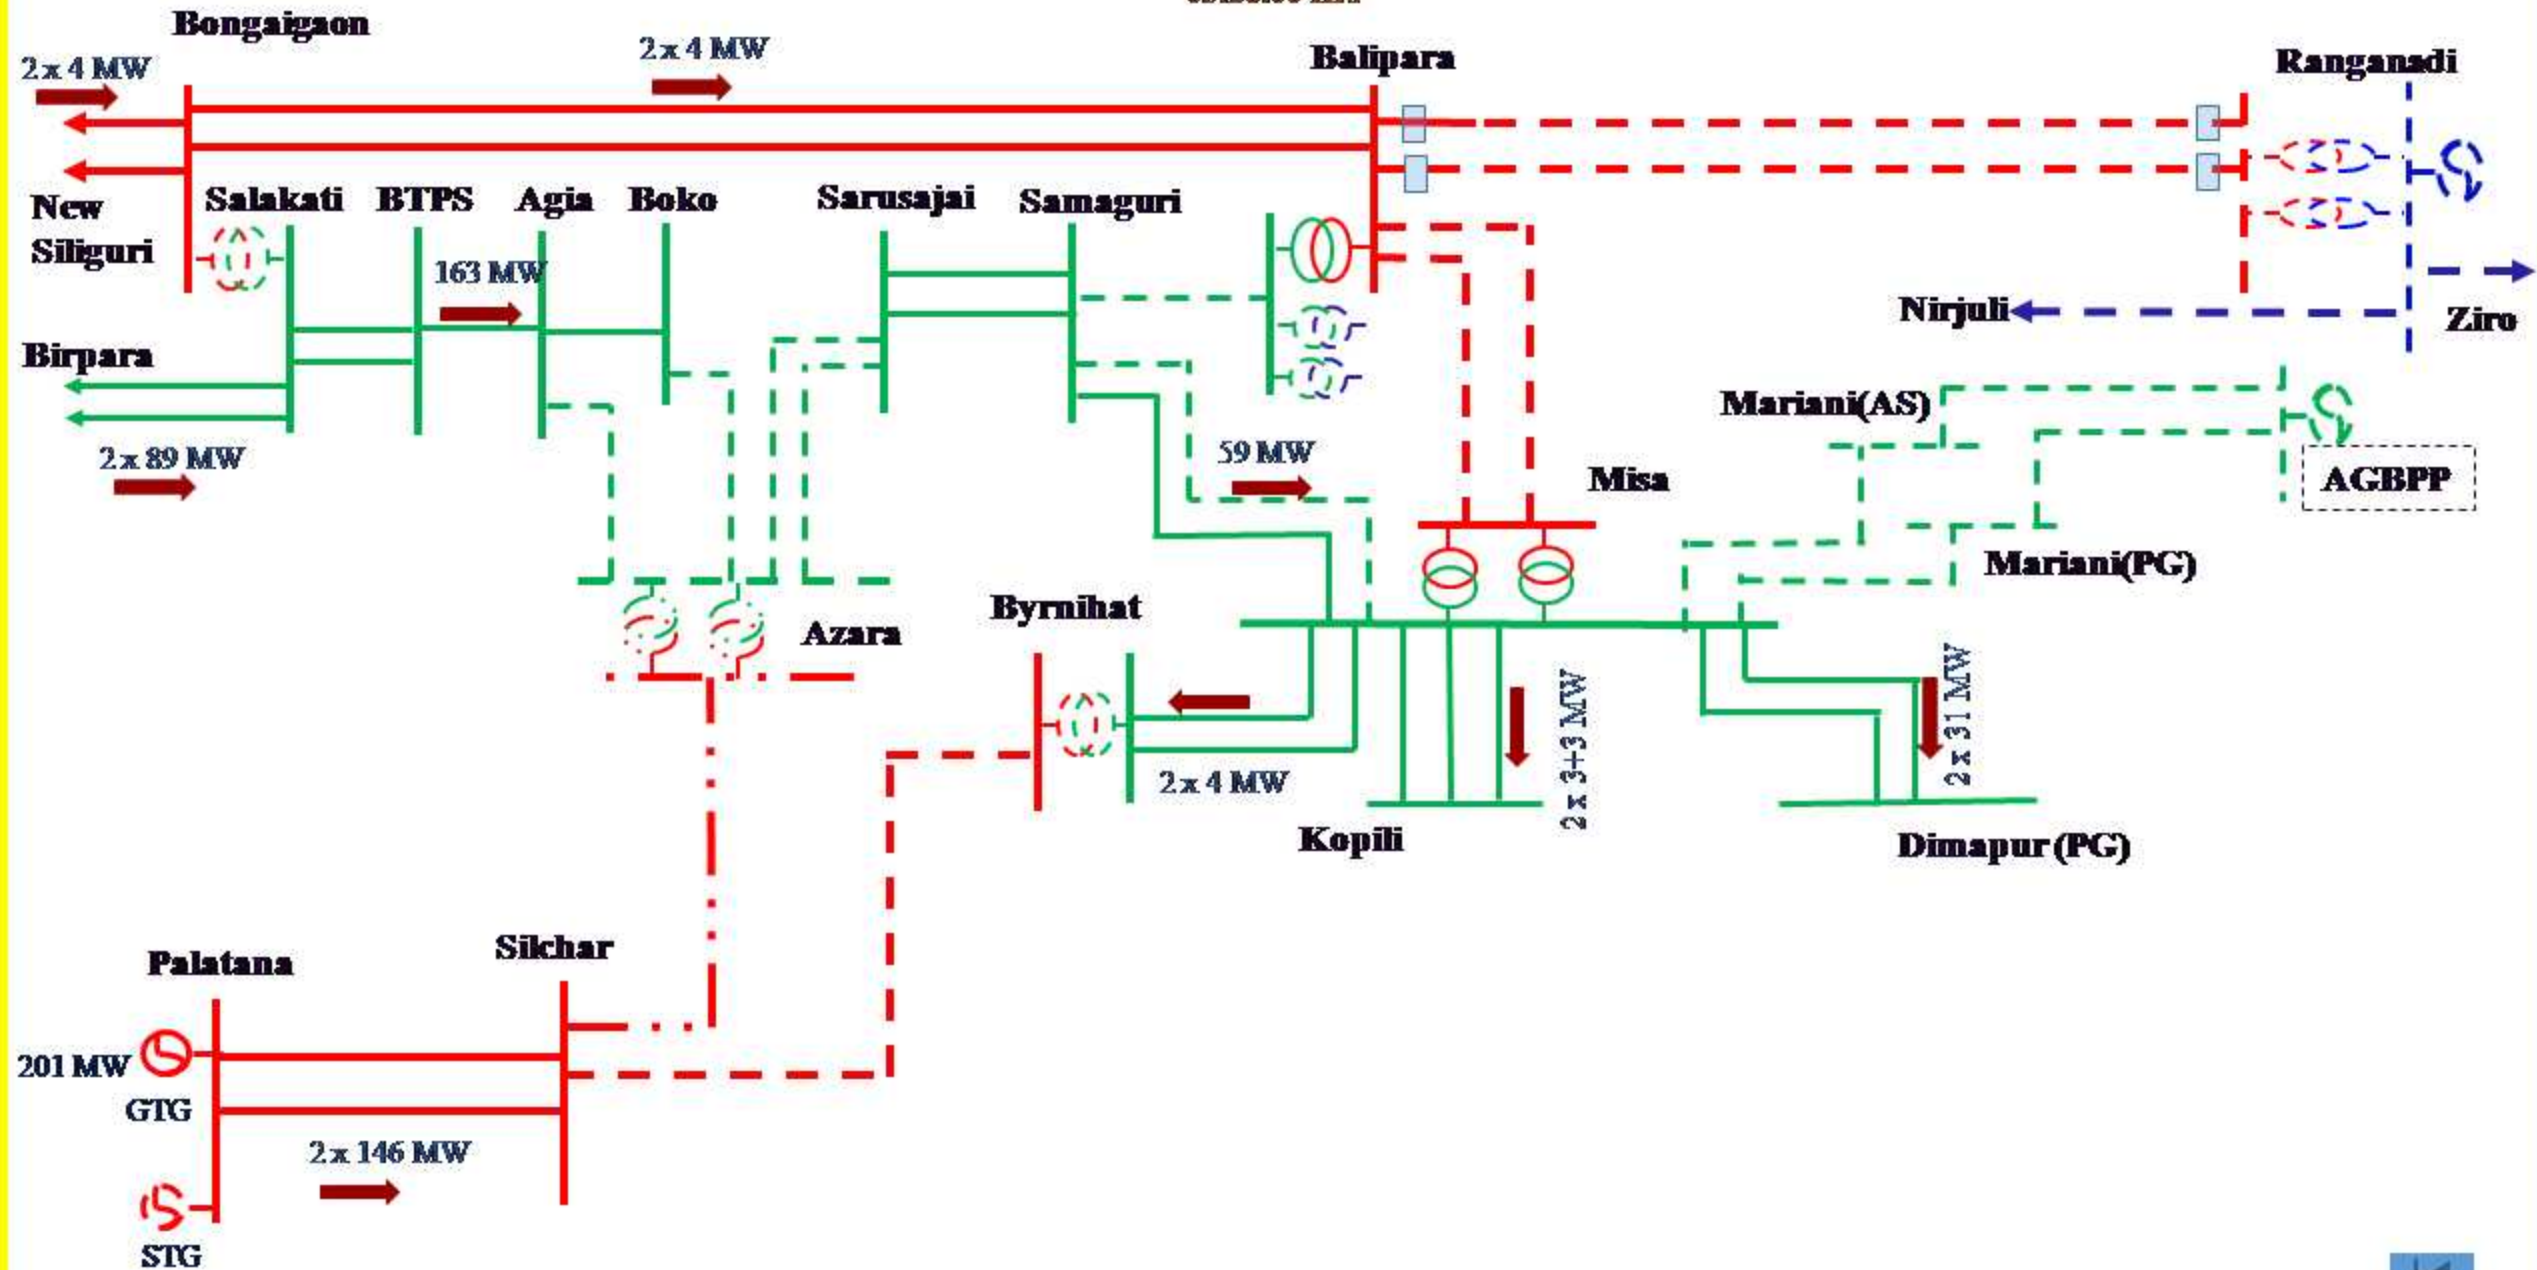 Bongaigaon
2 x 4 MW
2 x 4 MW
Balipara
Ranganadi
New
Siliguri
Salakati
BTPS
Agia
Boko
Sarusajai
Samaguri
163 MW
Nirjuli
Ziro
Birpara
Mariani(AS)
2 x 89 MW
59 MW
Misa
AGBPP
Mariani(PG)
Byrnihat
Azara
2 x 3+3 MW
2 x 31 MW
2 x 4 MW
Kopili
Dimapur (PG)
Silchar
Palatana
201 MW
GTG
2 x 146 MW
STG